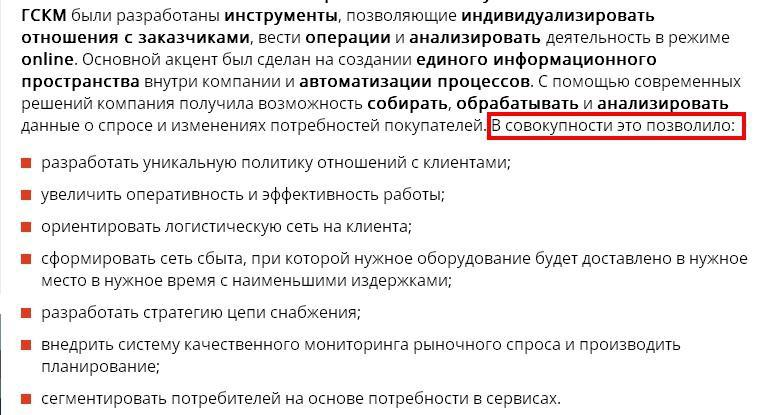 ГСКМ были разработаны инструменты, позволяющие индивидуализировать
отношения с заказчиками, вести операции и анализировать деятельность в режиме
online. Основной акцент был сделан на создании единого информационного
пространства внутри компании и автоматизации процессов. С помощью современных
решений компания получила возможность собирать, обрабатывать и анализировать
данные о спросе и изменениях потребностей покупателей. В совокупности это позволило:
разработать уникальную политику отношений с клиентами;
увеличить оперативность и эффективность работы;
ориентировать логистическую сеть на клиента;
сформировать сеть сбыта, при которой нужное оборудование будет доставлено в нужное
место в нужное время с наименьшими издержками;
разработать стратегию цепи снабжения;
внедрить систему качественного мониторинга рыночного спроса и производить
планирование;
сегментировать потребителей на основе потребности в сервисах.